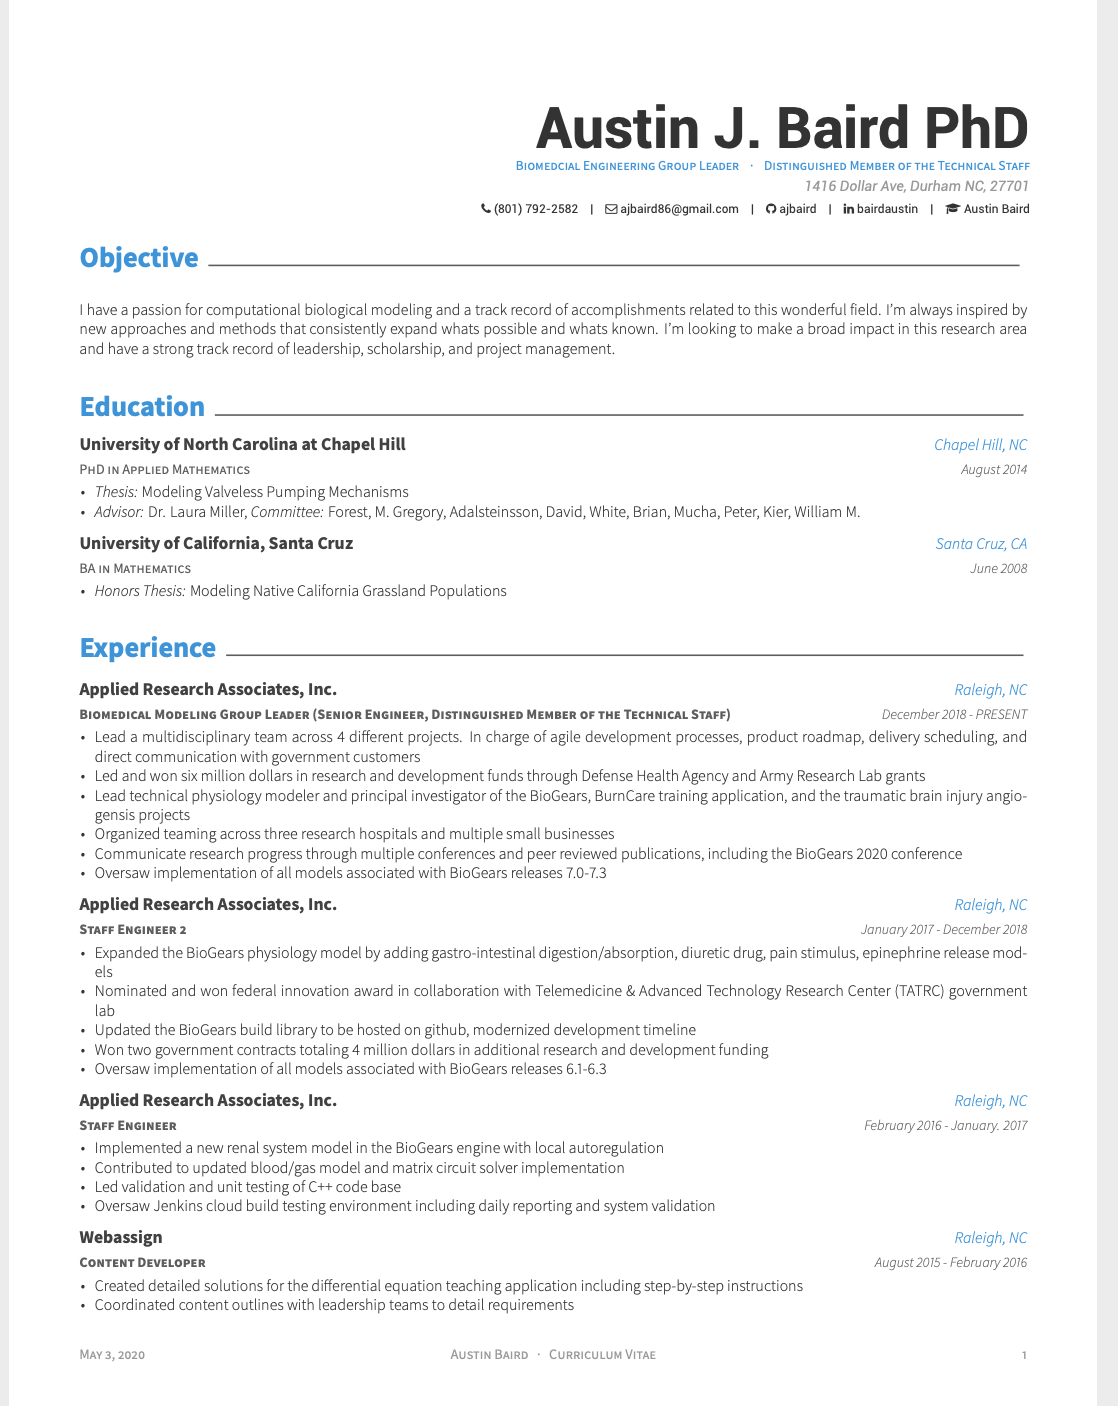 Austin J. Baird PhD
Biomedcial Engineering Group Leader · Distinguished Member of the Technical Staff
1416 Dollar Ave, Durham NC, 27701
(801) 792-2582 | ajbaird86@gmail.com | ajbaird | bairdaustin | Austin Baird
Objective
I have a passion for computational biological modeling and a track record of accomplishments related to this wonderful field. I'm always inspired by
new approaches and methods that consistently expand whats possible and whats known. I'm looking to make a broad impact in this research area
and have a strong track record of leadership, scholarship, and project management.
Education
University of North Carolina at Chapel Hill Chapel Hill, NC
PhD in Applied Mathematics August 2014
• Thesis: Modeling Valveless Pumping Mechanisms
• Advisor: Dr. Laura Miller, Committee: Forest, M. Gregory, Adalsteinsson, David, White, Brian, Mucha, Peter, Kier, William M.
University of California, Santa Cruz Santa Cruz, CA
BA in Mathematics June 2008
• Honors Thesis: Modeling Native California Grassland Populations
Experience
Applied Research Associates, Inc. Raleigh, NC
Biomedical Modeling Group Leader (Senior Engineer, Distinguished Member of the Technical Staff) December 2018 - PRESENT
• Lead a multidisciplinary team across 4 different projects. In charge of agile development processes, product roadmap, delivery scheduling, and
direct communication with government customers
• Led and won six million dollars in research and development funds through Defense Health Agency and Army Research Lab grants
• Lead technical physiology modeler and principal investigator of the BioGears, BurnCare training application, and the traumatic brain injury angio-
gensis projects
• Organized teaming across three research hospitals and multiple small businesses
• Communicate research progress through multiple conferences and peer reviewed publications, including the BioGears 2020 conference
• Oversaw implementation of all models associated with BioGears releases 7.0-7.3
Applied Research Associates, Inc. Raleigh, NC
Staff Engineer 2 January 2017 - December 2018
• Expanded the BioGears physiology model by adding gastro-intestinal digestion/absorption, diuretic drug, pain stimulus, epinephrine release mod-
els
• Nominated and won federal innovation award in collaboration with Telemedicine & Advanced Technology Research Center (TATRC) government
lab
• Updated the BioGears build library to be hosted on github, modernized development timeline
• Won two government contracts totaling 4 million dollars in additional research and development funding
• Oversaw implementation of all models associated with BioGears releases 6.1-6.3
Applied Research Associates, Inc. Raleigh, NC
Staff Engineer February 2016 - January. 2017
• Implemented a new renal system model in the BioGears engine with local autoregulation
• Contributed to updated blood/gas model and matrix circuit solver implementation
• Led validation and unit testing of C++ code base
• Oversaw Jenkins cloud build testing environment including daily reporting and system validation
Webassign Raleigh, NC
Content Developer August 2015 - February 2016
• Created detailed solutions for the differential equation teaching application including step-by-step instructions
• Coordinated content outlines with leadership teams to detail requirements
May 3, 2020 Austin Baird · Curriculum Vitae 1